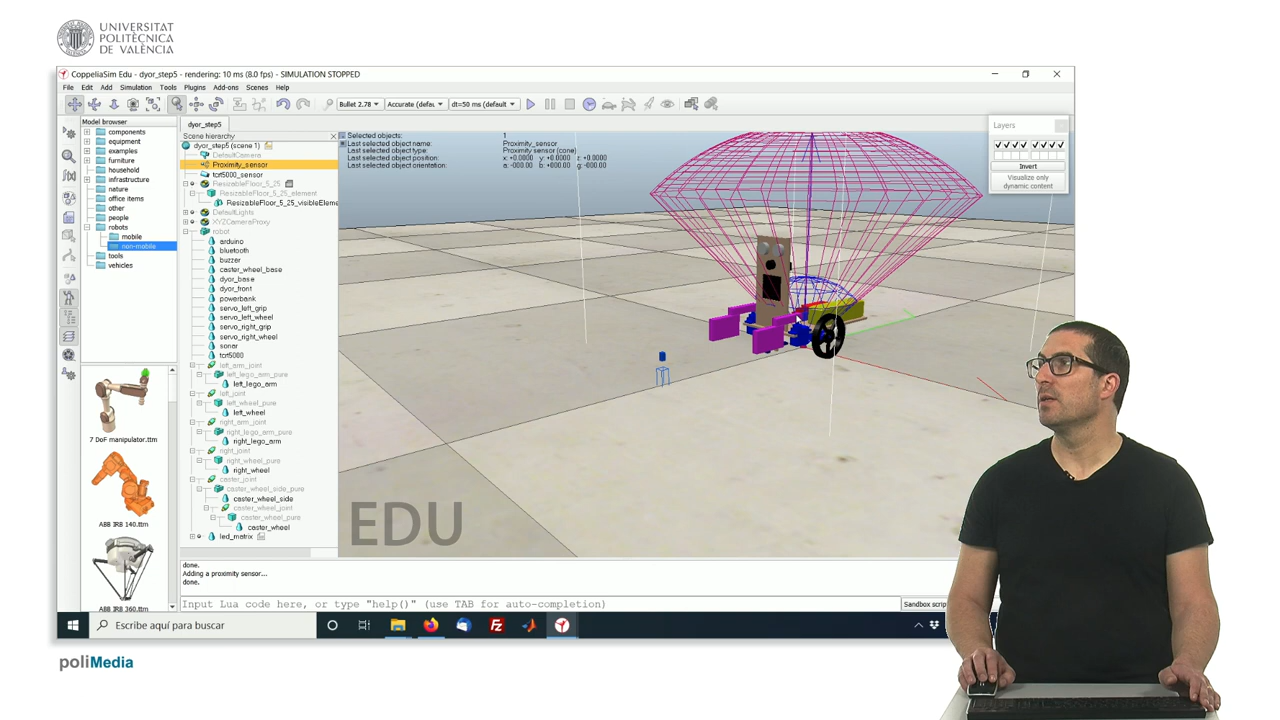 UNIVERSITAT
POLITÈCNICA
DE VALÈNCIA
CoppeliaSim Edu - dyor_step5 - rendering: 10 ms (8.0 fps) - SIMULATION STOPPED
File Edit Add Simulation Tools Plugins Add-ons Scenes Help
Bullet 2.78 Accurate (defau dt=50 ms (default)
Model browser
components
equipment
examples
furniture
household
infrastructure
nature
office items
other
people
robots
mobile
non-mobile
tools
vehicles
7 DoF manipulator.ttm
ABB IRB 140.ttm
ABB IRB 360.ttm
dyor_step5
Scene hierarchy
dyor_step5 (scene 1)
DefaultCamera
Proximity_sensor
tcrt5000_sensor
ResizableFloor_5_25
ResizableFloor_5_25_element
ResizableFloor_5_25_visibleEleme
DefaultLights
XYZCameraProxy
robot
arduino
bluetooth
buzzer
caster_wheel_base
dyor_base
dyor_front
powerbank
servo_left_grip
servo_left_wheel
servo_right_grip
servo_right_wheel
sonar
tcrt5000
left_arm_joint
left_lego_arm_pure
left_lego_arm
left_joint
left_wheel_pure
left_wheel
right_arm_joint
right_lego_arm_pure
right_lego_arm
right_joint
right_wheel_pure
right_wheel
caster_joint
caster_wheel_side_pure
caster_wheel_side
caster_wheel_joint
caster_wheel_pure
caster_wheel
led_matrix
Selected objects: 1
Last selected object name: Proximity_sensor
Last selected object type: Proximity sensor (cone)
Last selected object position: x: +0.0000 y: +0.0000 z: +0.0000
Last selected object orientation: a: -000.00 b: +000.00 g: -000.00
Layers
Invert
Visualize only
dynamic content
EDU
done.
Adding a proximity sensor...
done.
Input Lua code here, or type "help()" (use TAB for auto-completion)
Sandbox scrip
Escribe aquí para buscar
poliMedia